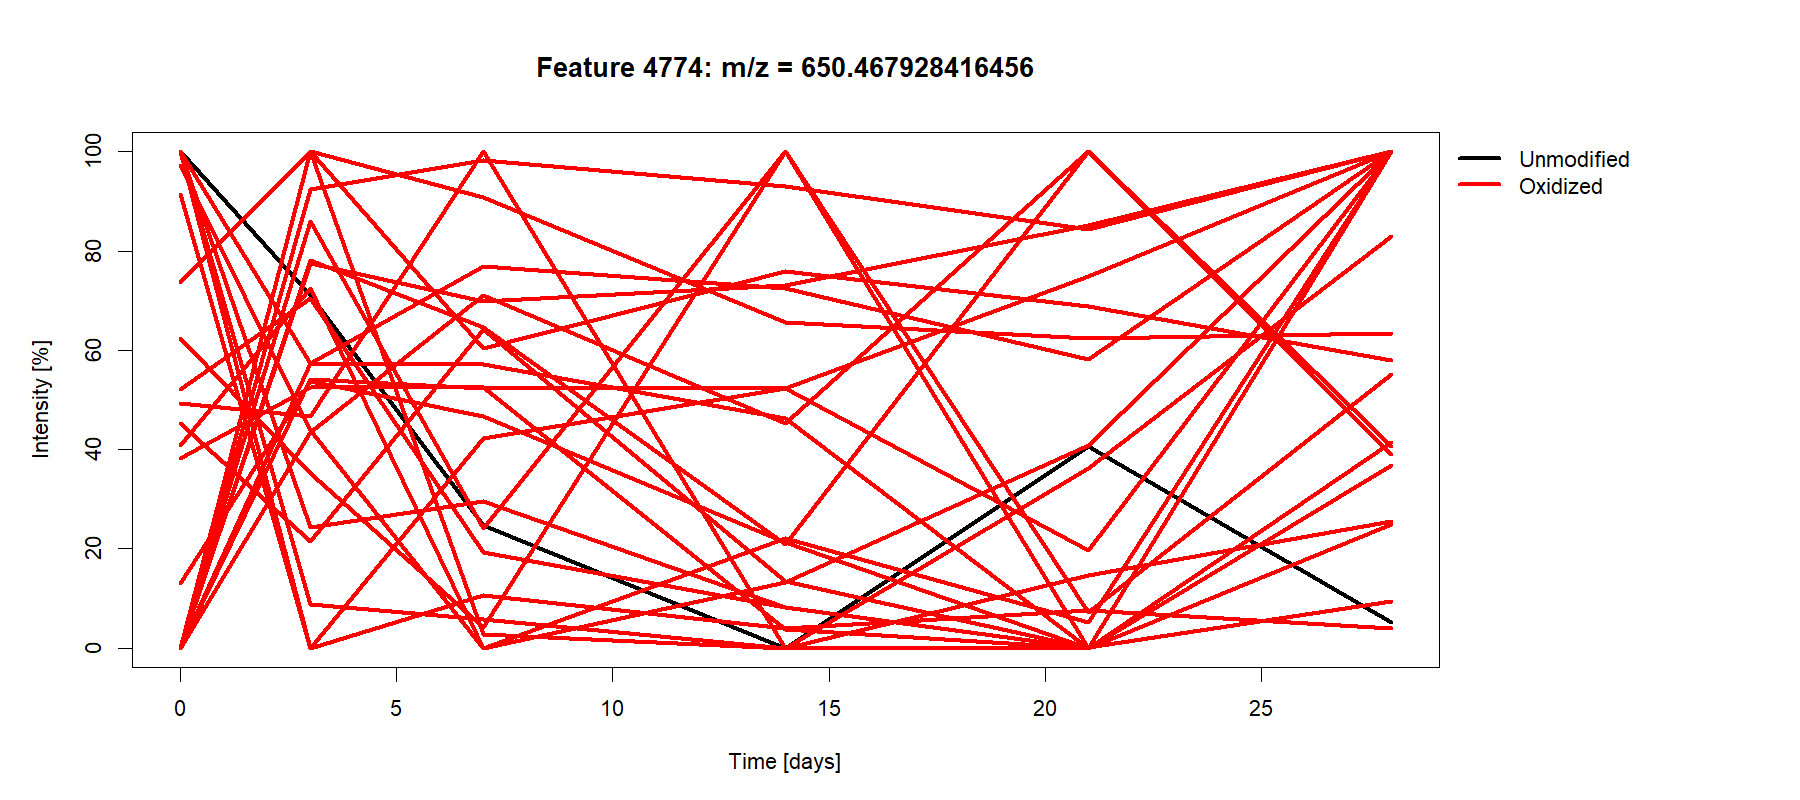 Feature 4774: m/z = 650.467928416456
Unmodified
Oxidized
Intensity [%]
100
80
60
40
20
0
0 5 10 15 20 25
Time [days]